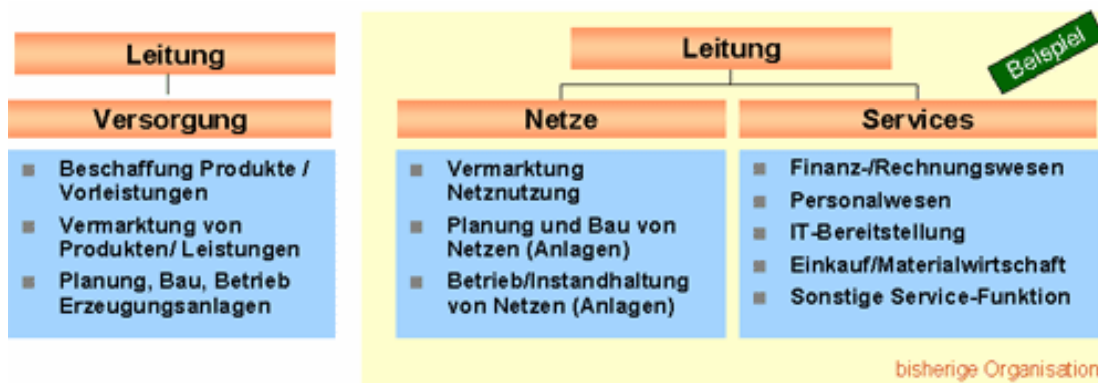 Leitung
Versorgung
Beschaffung Produkte /
Vorleistungen
Vermarktung von
Produkten/ Leistungen
Planung, Bau, Betrieb
Erzeugungsanlagen
Leitung
Beispiel
Netze
Vermarktung
Netznutzung
Planung und Bau von
Netzen (Anlagen)
Betrieb/Instandhaltung
von Netzen (Anlagen)
Services
Finanz-/Rechnungswesen
Personalwesen
IT-Bereitstellung
Einkauf/Materialwirtschaft
Sonstige Service-Funktion
bisherige Organisation